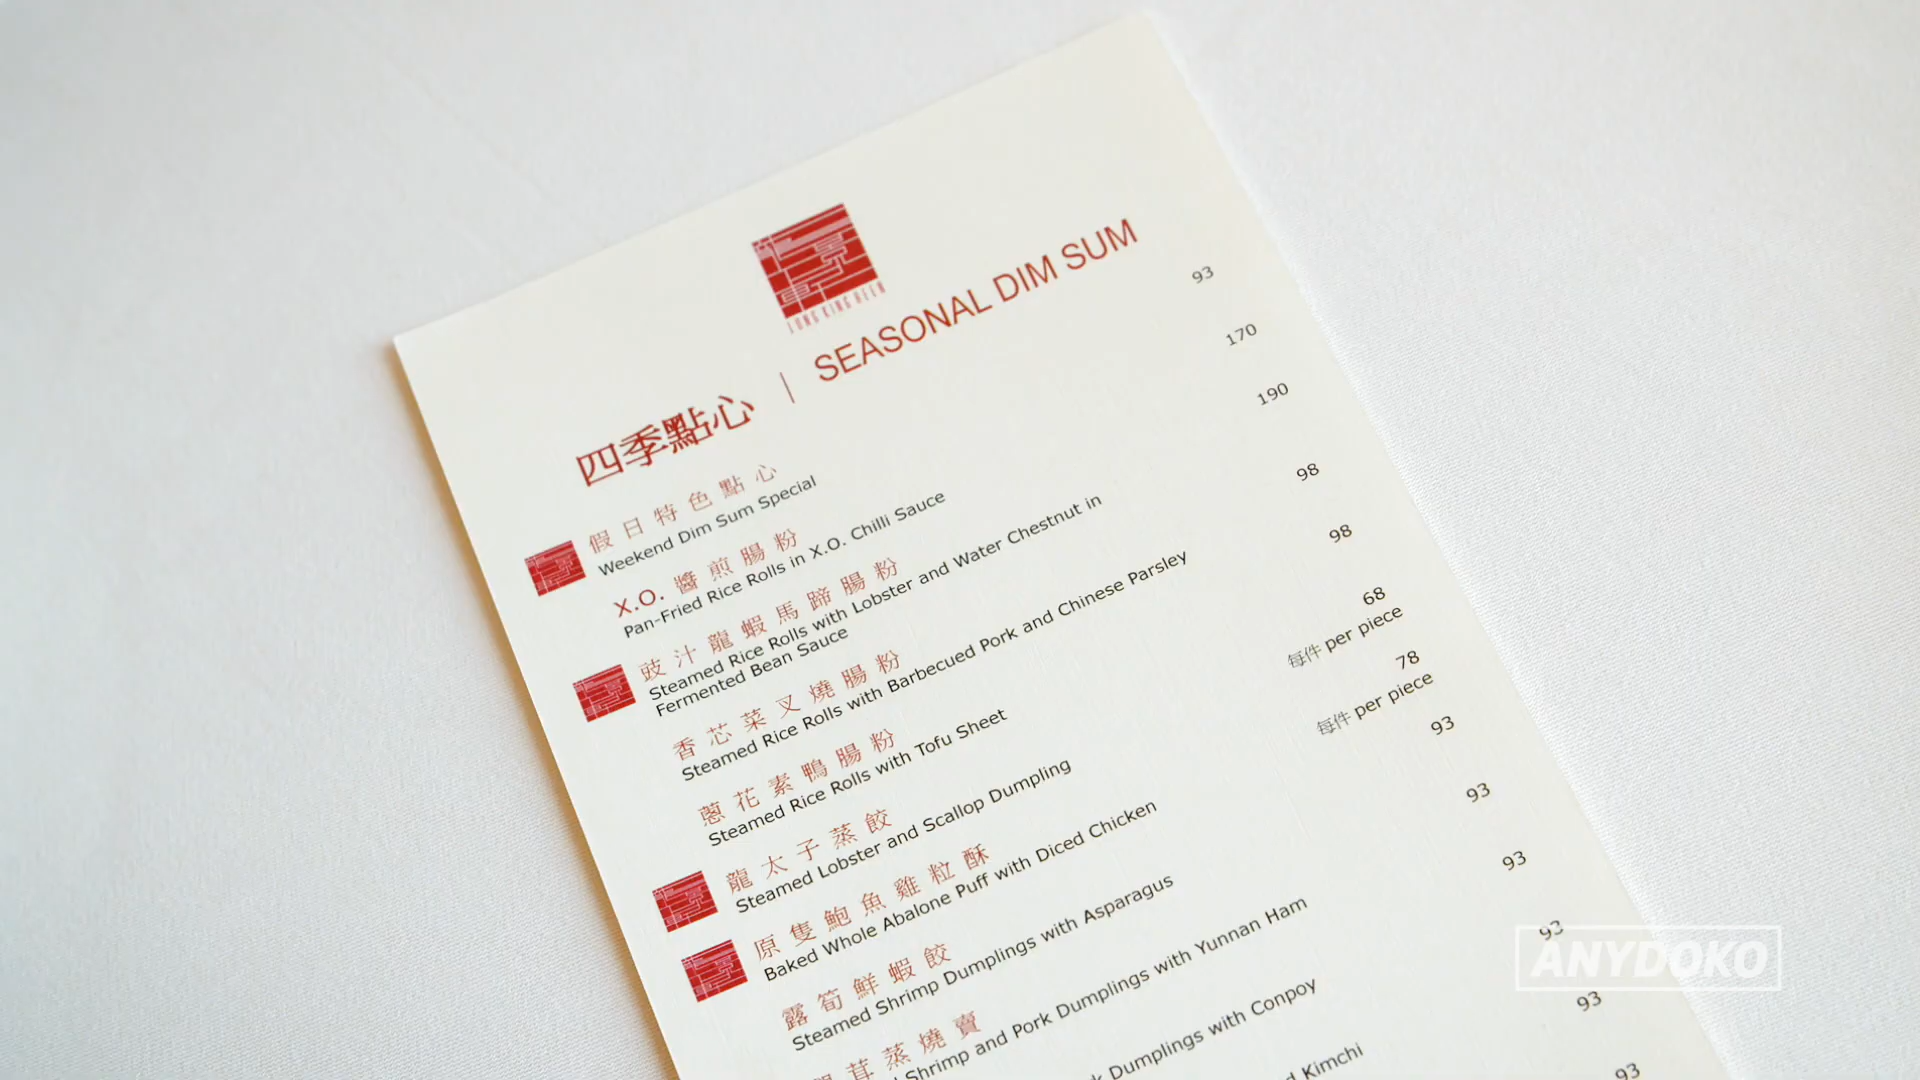 LUNG KING HEEN
四季點心 | SEASONAL DIM SUM
假日特色點心 93
Weekend Dim Sum Special
X.O. 醬煎腸粉 170
Pan-Fried Rice Rolls in X.O. Chilli Sauce
豉汁龍蝦馬蹄腸粉 190
Steamed Rice Rolls with Lobster and Water Chestnut in
Fermented Bean Sauce
香芯菜叉燒腸粉 98
Steamed Rice Rolls with Barbecued Pork and Chinese Parsley
蔥花素鴨腸粉 98
Steamed Rice Rolls with Tofu Sheet
龍太子蒸餃 68
Steamed Lobster and Scallop Dumpling 每件 per piece
原隻鮑魚雞粒酥 78
Baked Whole Abalone Puff with Diced Chicken 每件 per piece
露筍鮮蝦餃 93
Steamed Shrimp Dumplings with Asparagus
茸蒸燒賣 93
Shrimp and Pork Dumplings with Yunnan Ham
93
Dumplings with Conpoy
93
Kimchi
93
93
ANYDOKO